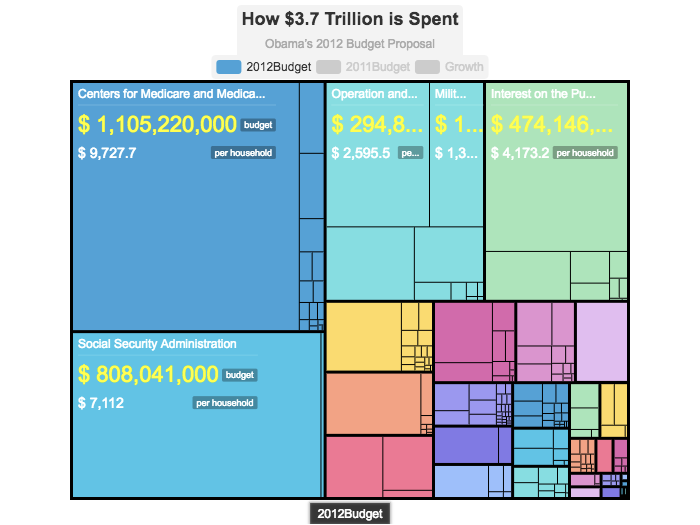 How $3.7 Trillion is Spent
Obama's 2012 Budget Proposal
2012Budget 2011Budget Growth
Centers for Medicare and Medica...
$ 1,105,220,000 budget
$ 9,727.7 per household
Operation and...
$ 294,8...
$ 2,595.5 pe...
Milit...
$ 1...
$ 1,3...
Interest on the Pu...
$ 474,146,...
$ 4,173.2 per household
Social Security Administration
$ 808,041,000 budget
$ 7,112 per household
2012Budget